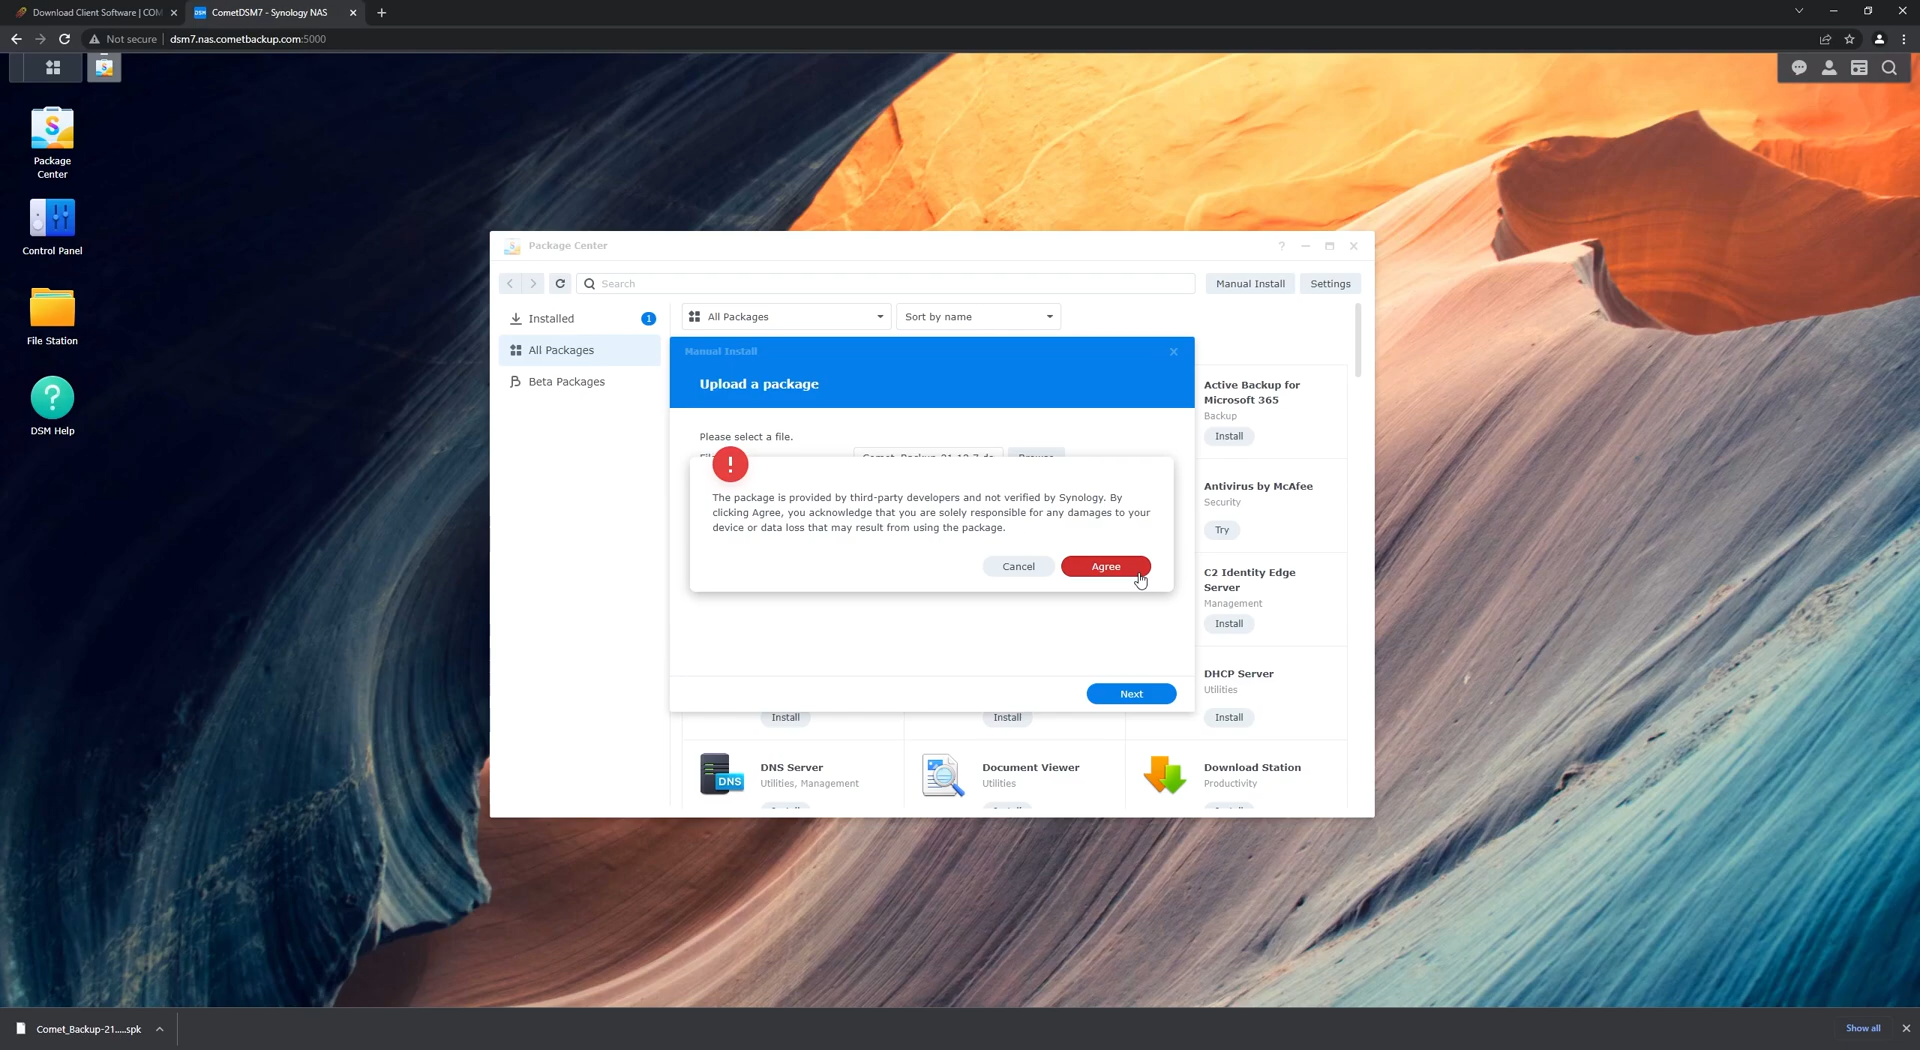 Download Client Software | COM
CometDSM7 - Synology NAS
Not secure
dsm7.nas.cometbackup.com:5000
Package
Center
Control Panel
File Station
DSM Help
Package Center
Search
Manual Install
Settings
Installed
1
All Packages
Beta Packages
All Packages
Sort by name
Manual Install
Upload a package
Please select a file.
The package is provided by third-party developers and not verified by Synology. By
clicking Agree, you acknowledge that you are solely responsible for any damages to your
device or data loss that may result from using the package.
Cancel
Agree
Next
Active Backup for
Microsoft 365
Backup
Install
Antivirus by McAfee
Security
Try
C2 Identity Edge
Server
Management
Install
DHCP Server
Utilities
Install
Install
Install
DNS
DNS Server
Utilities, Management
Document Viewer
Utilities
Download Station
Productivity
Comet_Backup-21.....spk
Show all